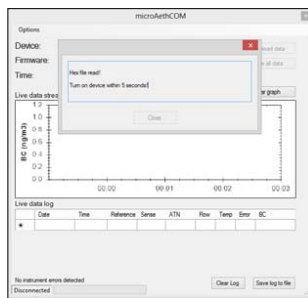 microAethCOM
Options
Device:
Firmware:
Time:
Hex file read!
Turn on device within 5 seconds!
Close
graph
Live data strea
BC (ng/m3)
1.2
1.0
0.8
0.6
0.4
0.2
0.0
00:00
00:01
00:02
00:03
Live data log
Date Time Reference Sense ATN Flow Temp Error BC
No instrument errors detected
Disconnected
Clear Log
Save log to file